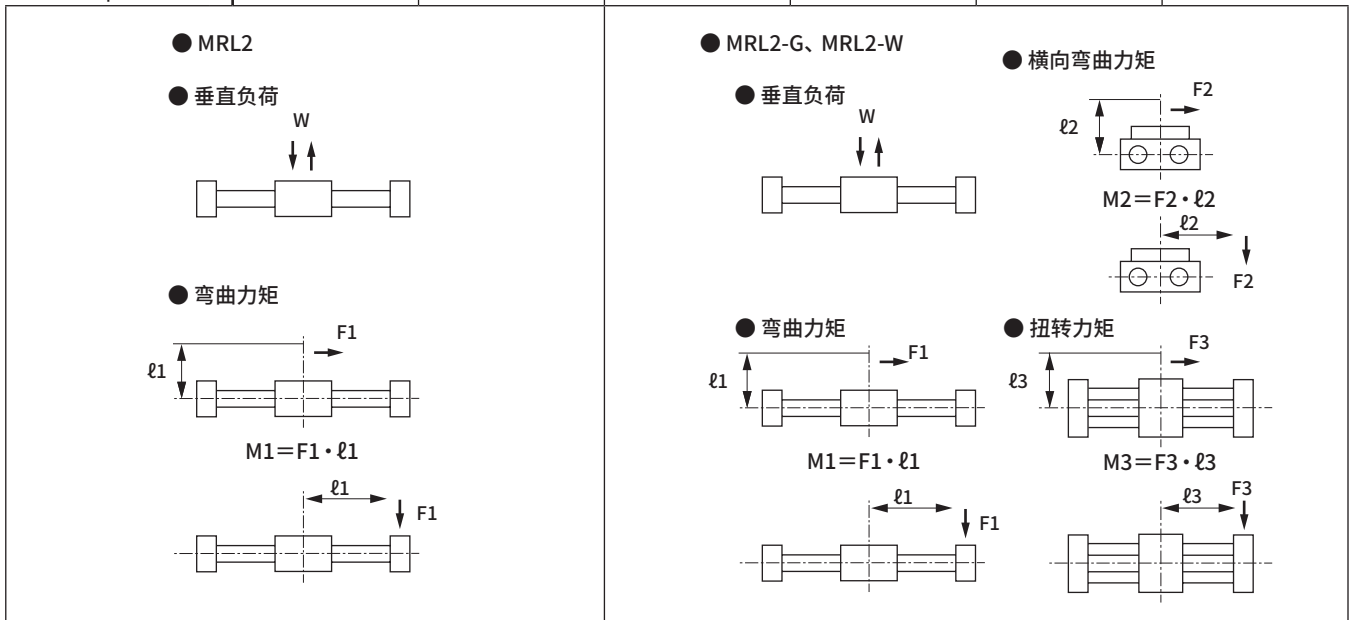 ● MRL2
● 垂直负荷
W
● 弯曲力矩
F1
ℓ1
M1＝F1・ℓ1
ℓ1
F1
● MRL2-G、MRL2-W
● 垂直负荷
W
● 横向弯曲力矩
F2
ℓ2
M2＝F2・ℓ2
ℓ2
F2
● 弯曲力矩
F1
ℓ1
M1＝F1・ℓ1
ℓ1
F1
● 扭转力矩
F3
ℓ3
M3＝F3・ℓ3
ℓ3
F3